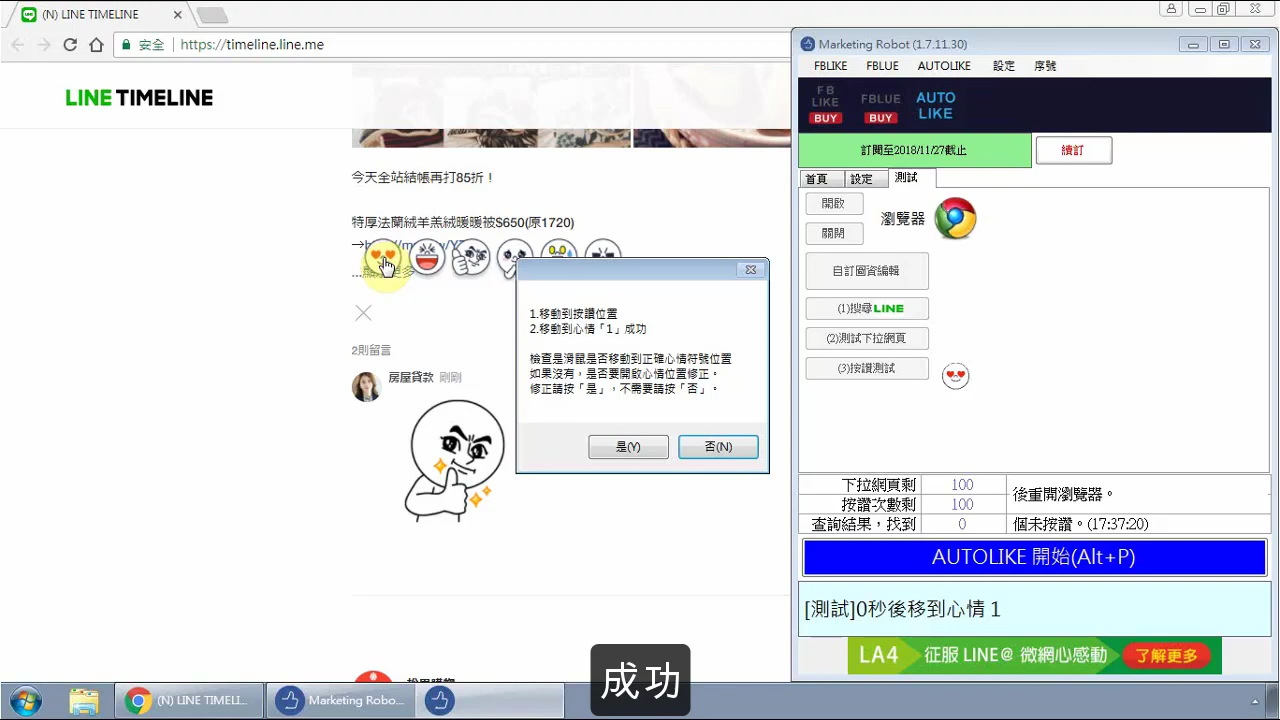 (N) LINE TIMELINE
安全
https://timeline.line.me
LINE TIMELINE
今天全站結帳再打85折！
特厚法蘭絨羊羔絨暖暖被$650(原1720)
2則留言
房屋貸款 剛剛
1.移動到按讚位置
2.移動到心情「1」成功
檢查是滑鼠是否移動到正確心情符號位置
如果沒有，是否要開啟心情位置修正。
修正請按「是」，不需要請按「否」。
是(Y)
否(N)
Marketing Robot (1.7.11.30)
FBLIKE FBLUE AUTOLIKE 設定 序號
FB LIKE BUY
FBLUE BUY
AUTO LIKE
訂閱至2018/11/27截止
續訂
首頁 設定 測試
開啟
關閉
瀏覽器
自訂圖資編輯
(1)搜尋LINE
(2)測試下拉網頁
(3)按讚測試
下拉網頁剩 100
按讚次數剩 100
後重開瀏覽器。
查詢結果，找到 0 個未按讚。(17:37:20)
AUTOLIKE 開始(Alt+P)
[測試]0秒後移到心情 1
LA4 征服 LINE@ 微網心感動 了解更多
成功
(N) LINE TIMELI...
Marketing Robo...